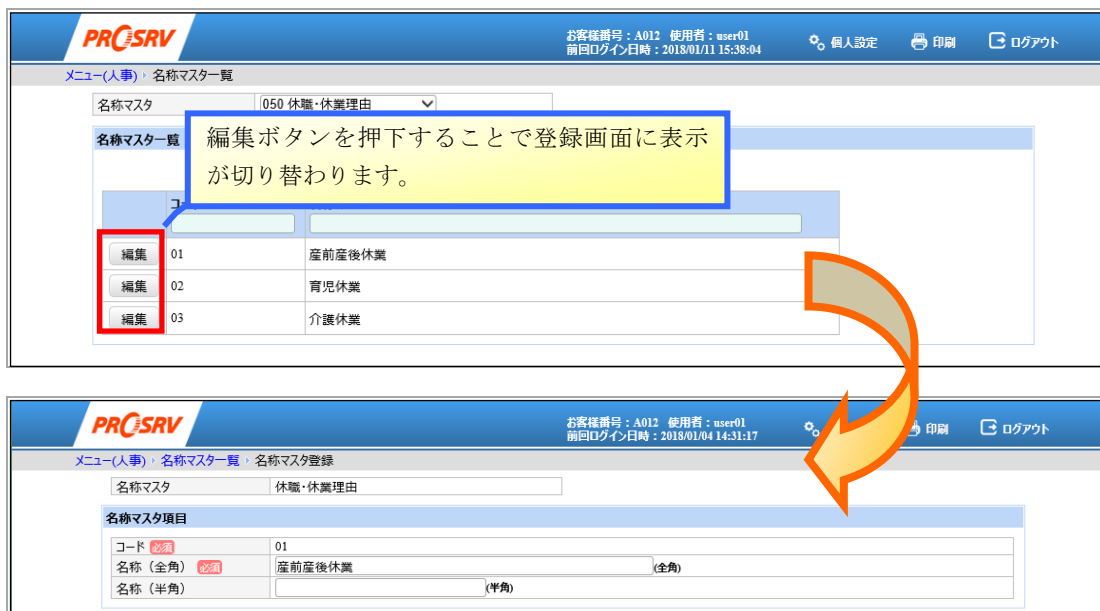 PROSRV
お客様番号：A012 使用者：user01
前回ログイン日時：2018/01/11 15:38:04
個人設定
印刷
ログアウト
メニュー(人事) 名称マスタ一覧
名称マスタ 050 休職・休業理由
名称マスタ一覧
編集ボタンを押下することで登録画面に表示
が切り替わります。
編集 01 産前産後休業
編集 02 育児休業
編集 03 介護休業
PROSRV
お客様番号：A012 使用者：user01
前回ログイン日時：2018/01/04 14:31:17
印刷
ログアウト
メニュー(人事) 名称マスタ一覧 名称マスタ登録
名称マスタ 休職・休業理由
名称マスタ項目
コード 必須 01
名称（全角） 必須 産前産後休業 (全角)
名称（半角） (半角)